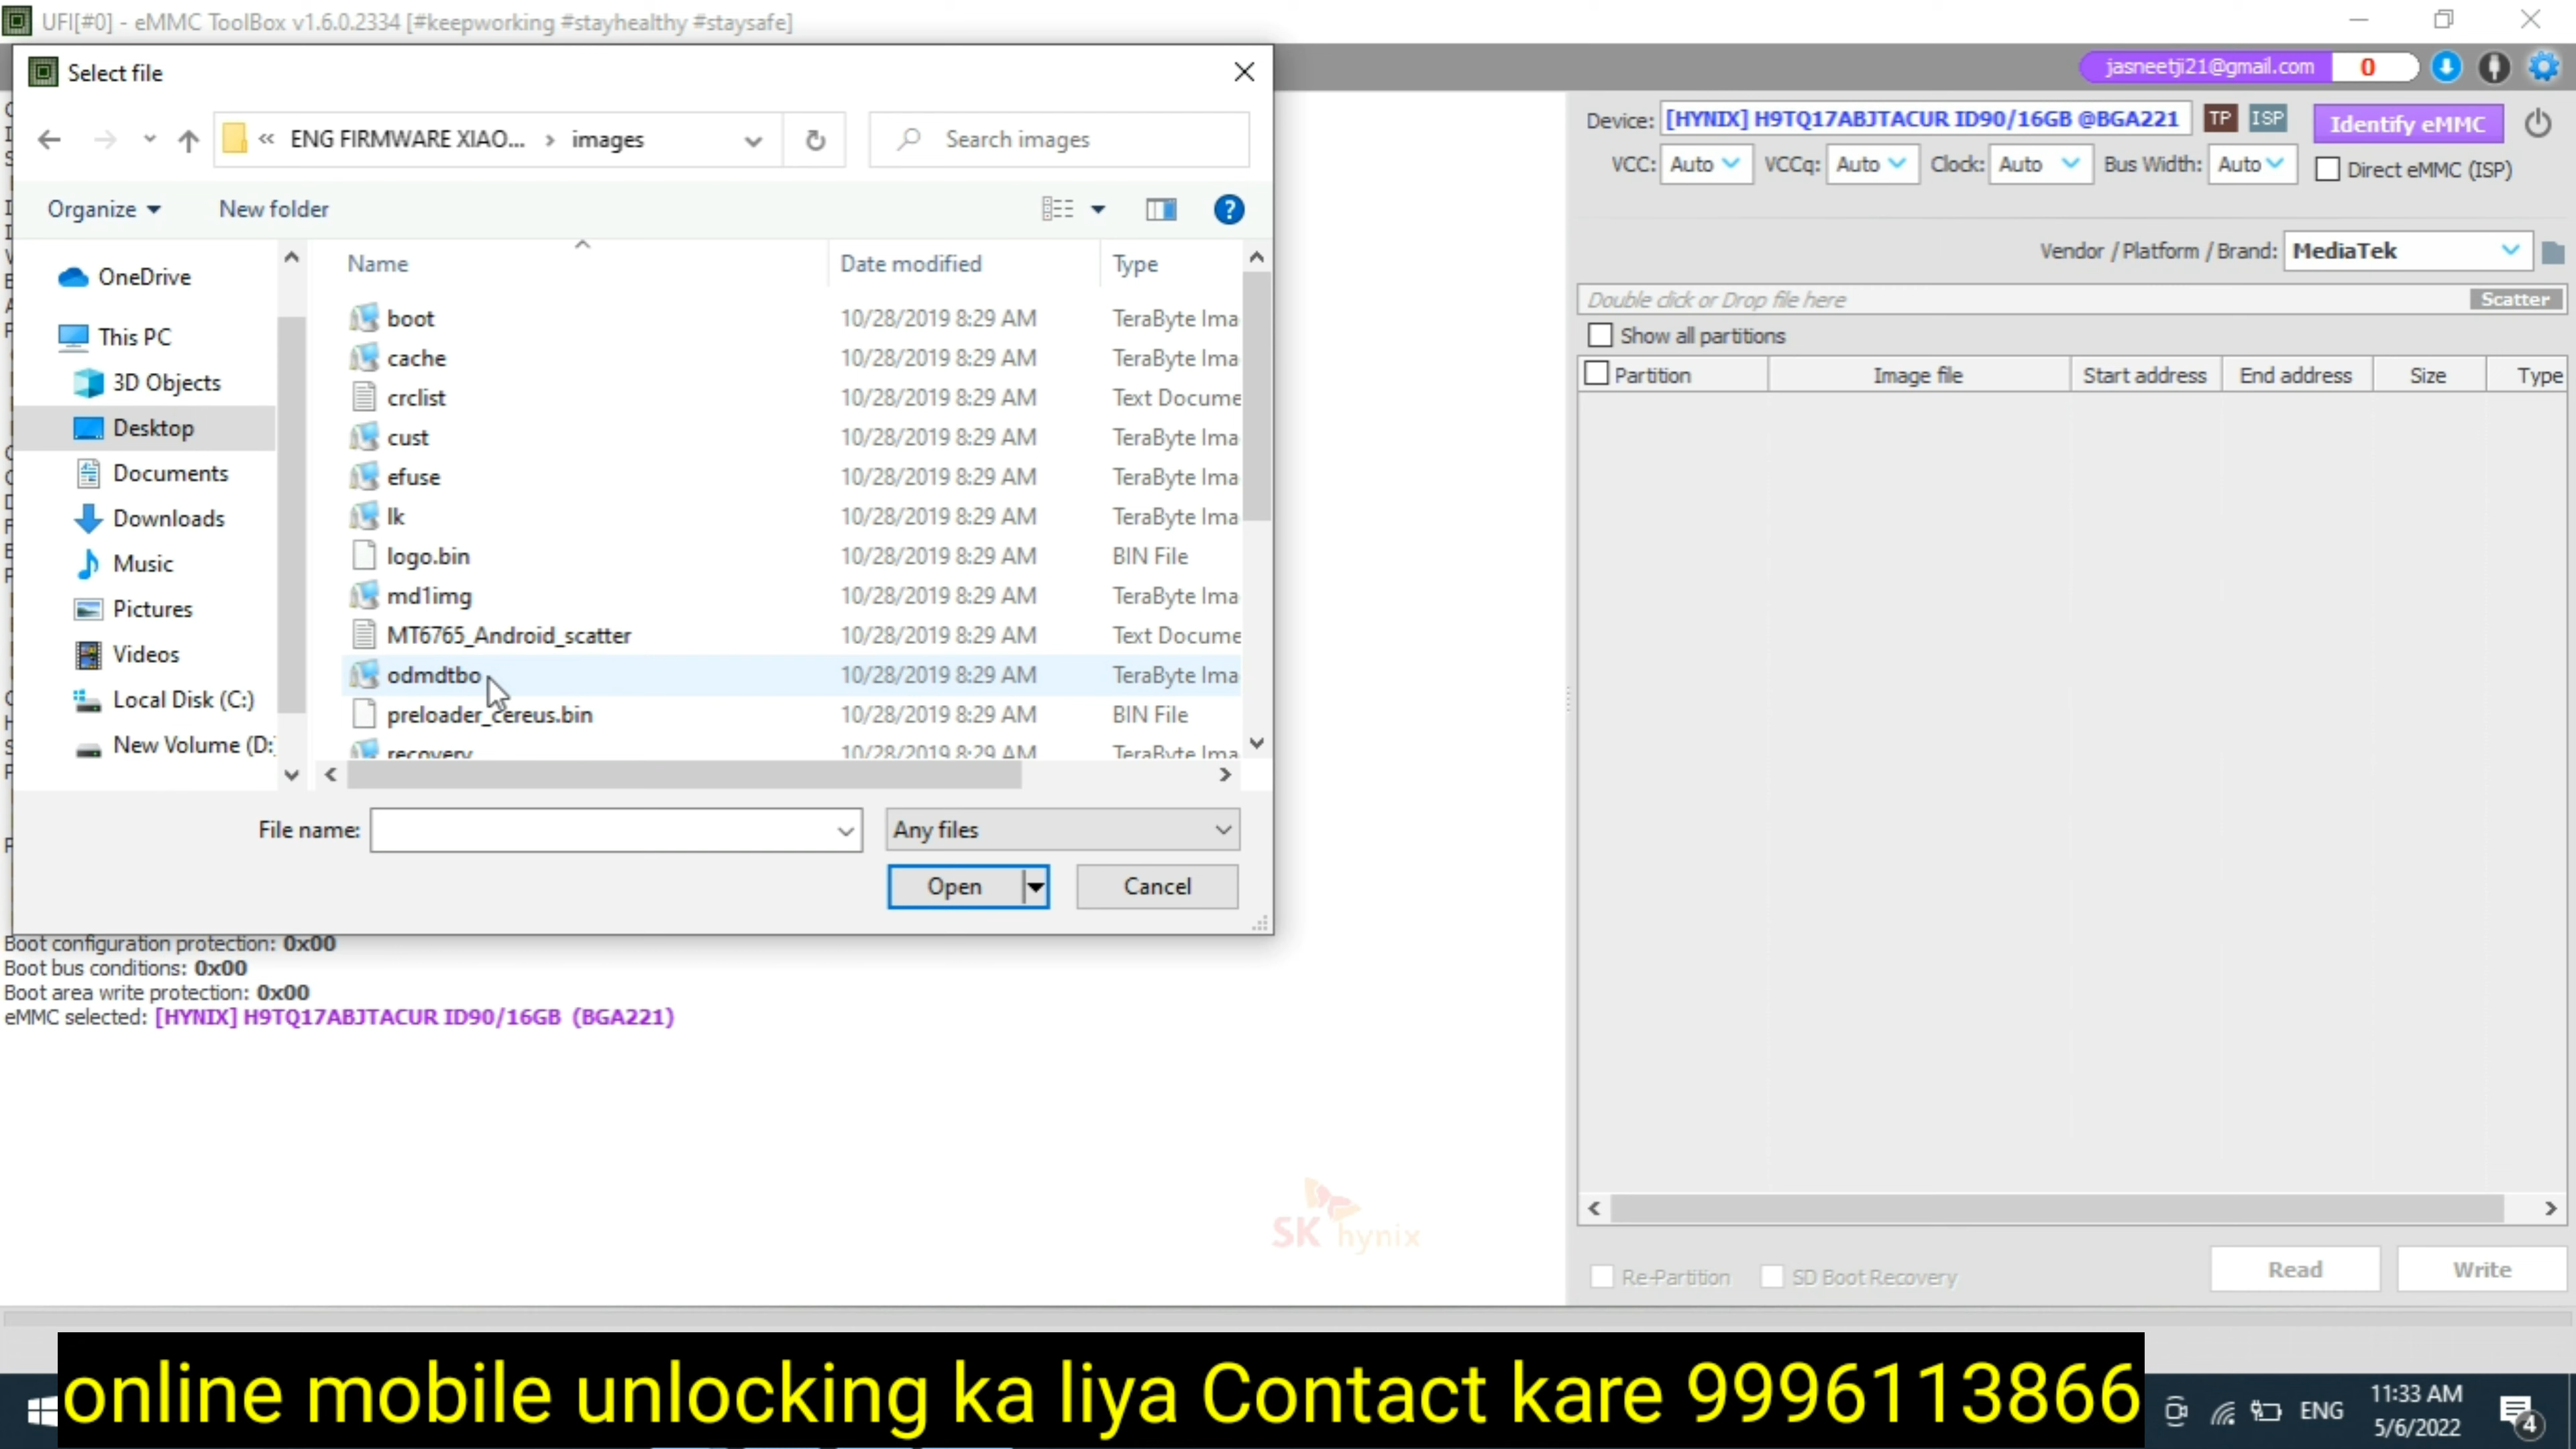 UFI[#0] - eMMC ToolBox v1.6.0.2334 [#keepworking #stayhealthy #staysafe]
Select file
jasneetji21@gmail.com 0
« ENG FIRMWARE XIAO... › images
Search images
Device: [HYNIX] H9TQ17ABJTACUR ID90/16GB @BGA221 TP ISP Identify eMMC
VCC: Auto VCCq: Auto Clock: Auto Bus Width: Auto Direct eMMC (ISP)
Organize New folder
Vendor / Platform / Brand: MediaTek
Double click or Drop file here Scatter
Show all partitions
Partition Image file Start address End address Size Type
OneDrive
This PC
3D Objects
Desktop
Documents
Downloads
Music
Pictures
Videos
Local Disk (C:)
New Volume (D:
Name Date modified Type
boot 10/28/2019 8:29 AM TeraByte Ima
cache 10/28/2019 8:29 AM TeraByte Ima
crclist 10/28/2019 8:29 AM Text Docume
cust 10/28/2019 8:29 AM TeraByte Ima
efuse 10/28/2019 8:29 AM TeraByte Ima
lk 10/28/2019 8:29 AM TeraByte Ima
logo.bin 10/28/2019 8:29 AM BIN File
md1img 10/28/2019 8:29 AM TeraByte Ima
MT6765_Android_scatter 10/28/2019 8:29 AM Text Docume
odmdtbo 10/28/2019 8:29 AM TeraByte Ima
preloader_cereus.bin 10/28/2019 8:29 AM BIN File
recovery 10/28/2019 8:29 AM TeraByte Ima
File name: Any files
Open Cancel
Boot configuration protection: 0x00
Boot bus conditions: 0x00
Boot area write protection: 0x00
eMMC selected: [HYNIX] H9TQ17ABJTACUR ID90/16GB (BGA221)
SK hynix
Re-Partition SD Boot Recovery Read Write
online mobile unlocking ka liya Contact kare 9996113866
ENG 11:33 AM
5/6/2022 4